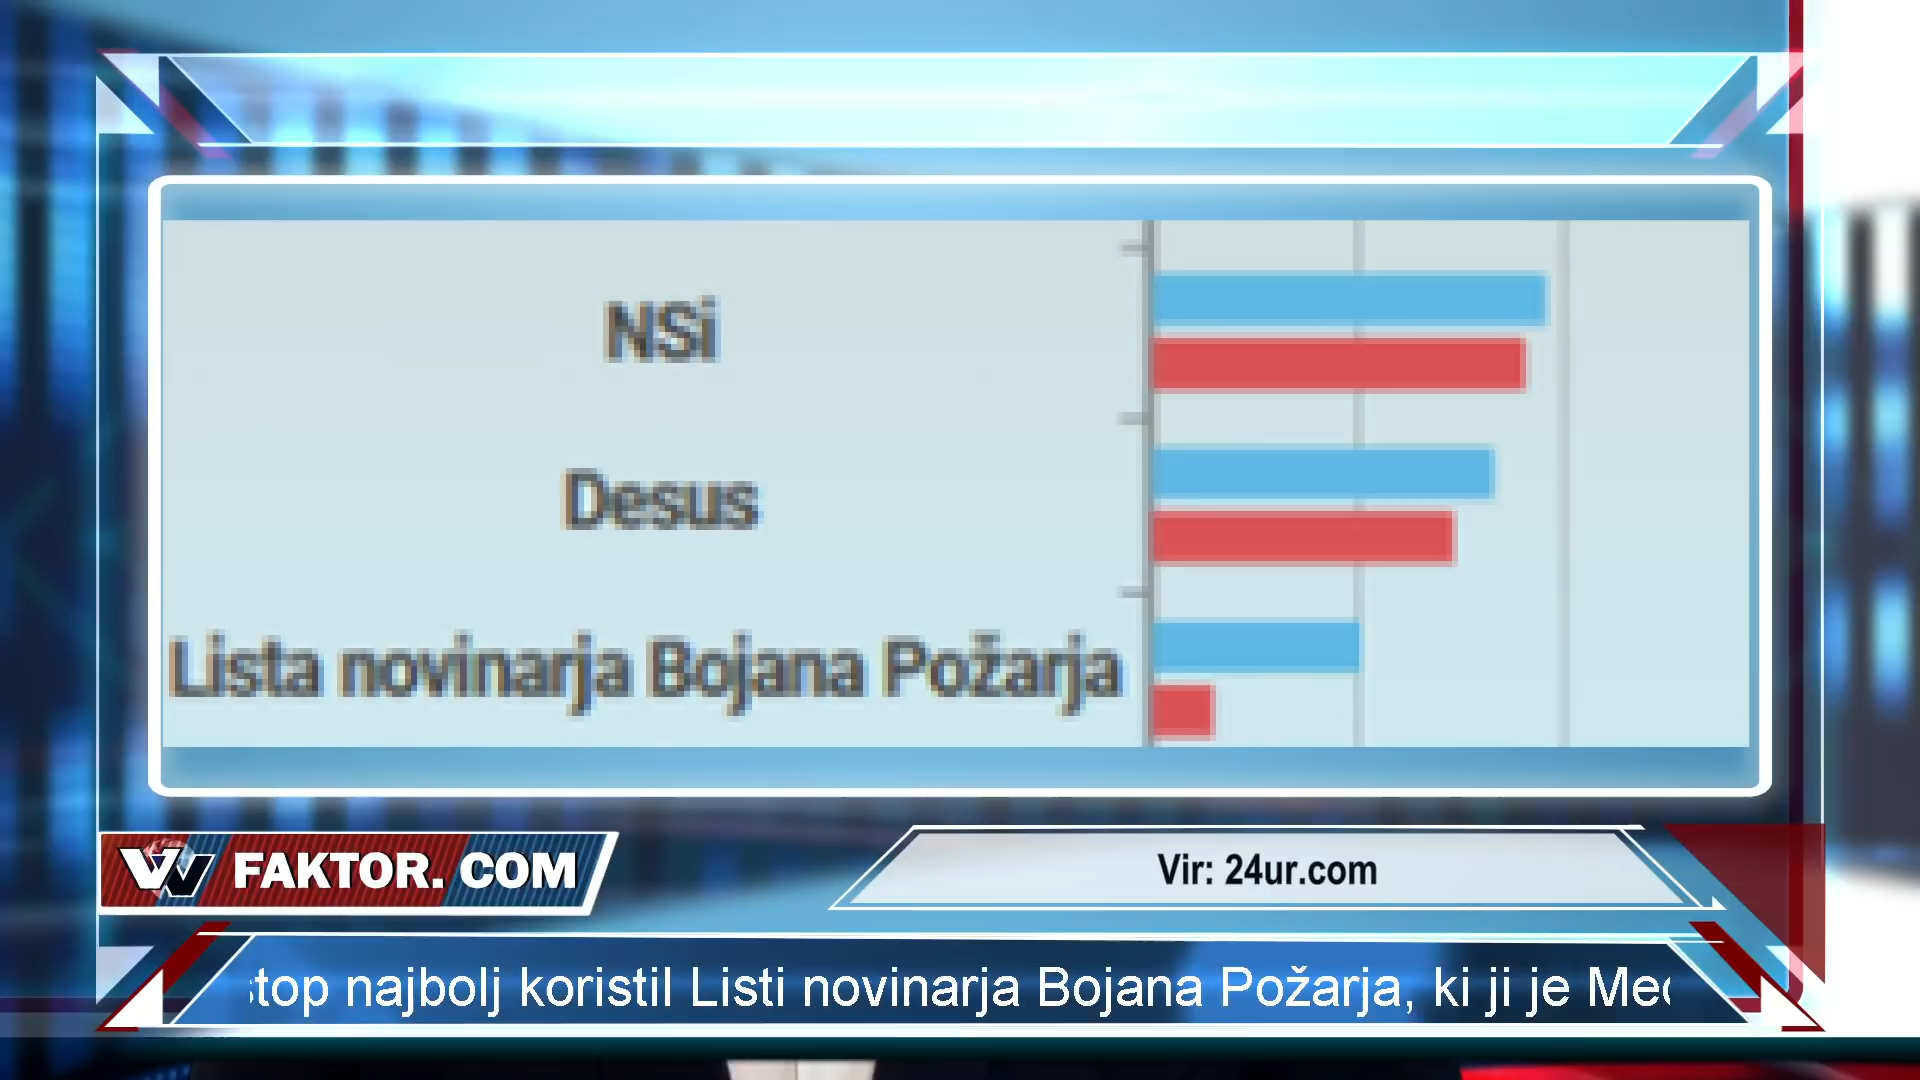 NSi
Desus
Lista novinarja Bojana Požarja
FAKTOR. COM
Vir: 24ur.com
najbolj koristil Listi novinarja Bojana Požarja, ki ji je